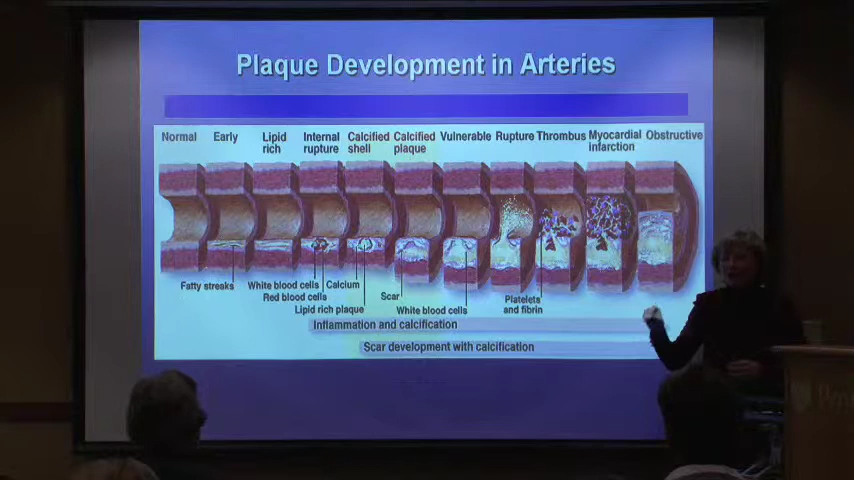 Plaque Development in Arteries
Normal Early Lipid rich Internal rupture Calcified shell Calcified plaque Vulnerable Rupture Thrombus Myocardial Infarction Obstructive
Fatty streaks
White blood cells
Red blood cells
Calcium
Lipid rich plaque
Scar
White blood cells
Platelets and fibrin
Inflammation and calcification
Scar development with calcification